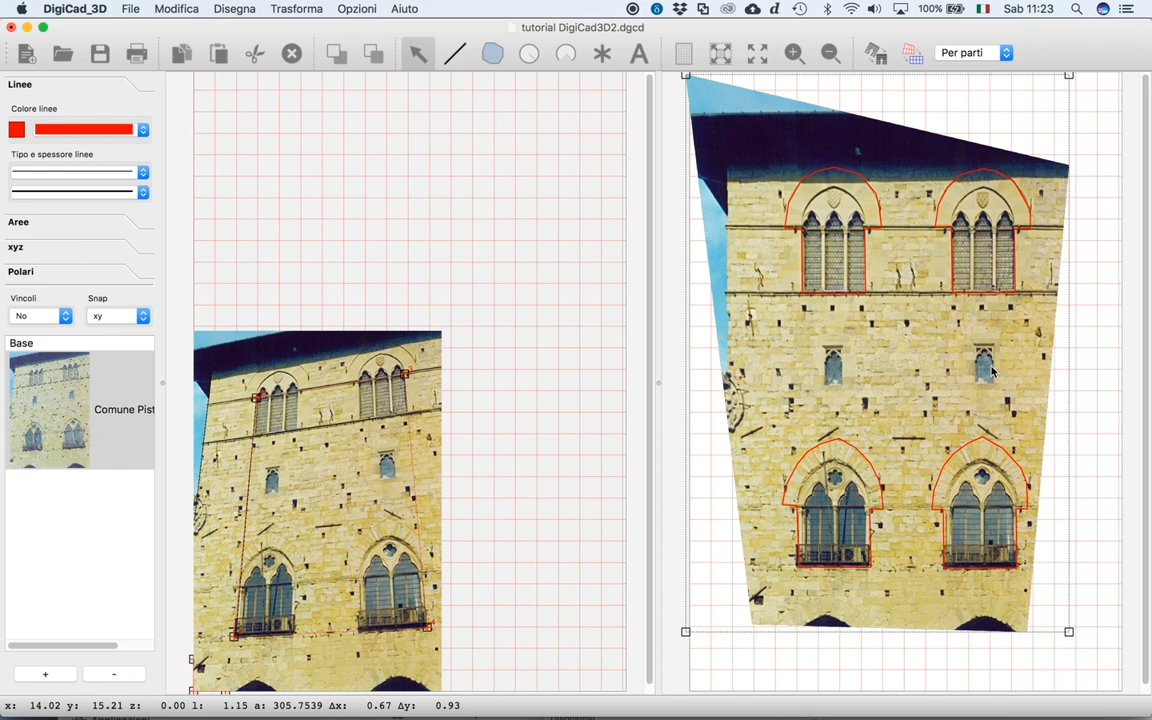 DigiCad_3D File Modifica Disegna Trasforma Opzioni Aiuto 100% Sab 11:23
tutorial DigiCad3D2.dgcd
Per parti
Linee
Colore linee
Tipo e spessore linee
Aree
xyz
Polari
Vincoli Snap
No xy
Base
Comune Pist
+ -
x: 14.02 y: 15.21 z: 0.00 l: 1.15 a: 305.7539 Δx: 0.67 Δy: 0.93